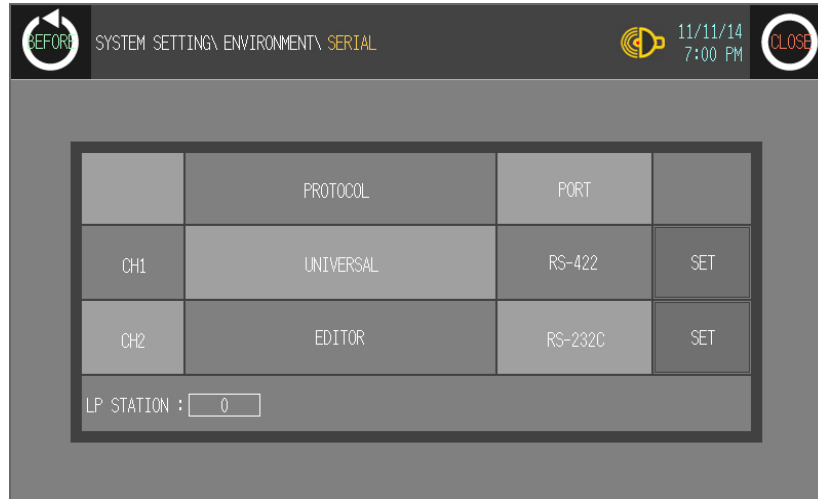 BEFORE
SYSTEM SETTING\ ENVIRONMENT\ SERIAL
11/11/14
7:00 PM
CLOSE
PROTOCOL PORT
CH1 UNIVERSAL RS-422 SET
CH2 EDITOR RS-232C SET
LP STATION : 0